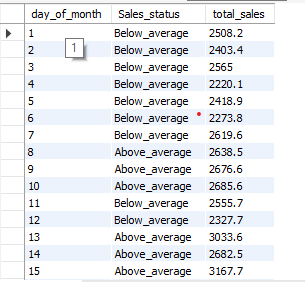 day_of_month Sales_status total_sales
1 Below_average 2508.2
2 Below_average 2403.4
1
3 Below_average 2565
4 Below_average 2220.1
5 Below_average 2418.9
6 Below_average 2273.8
7 Below_average 2619.6
8 Above_average 2638.5
9 Above_average 2676.6
10 Above_average 2685.6
11 Below_average 2555.7
12 Below_average 2327.7
13 Above_average 3033.6
14 Above_average 2682.5
15 Above_average 3167.7